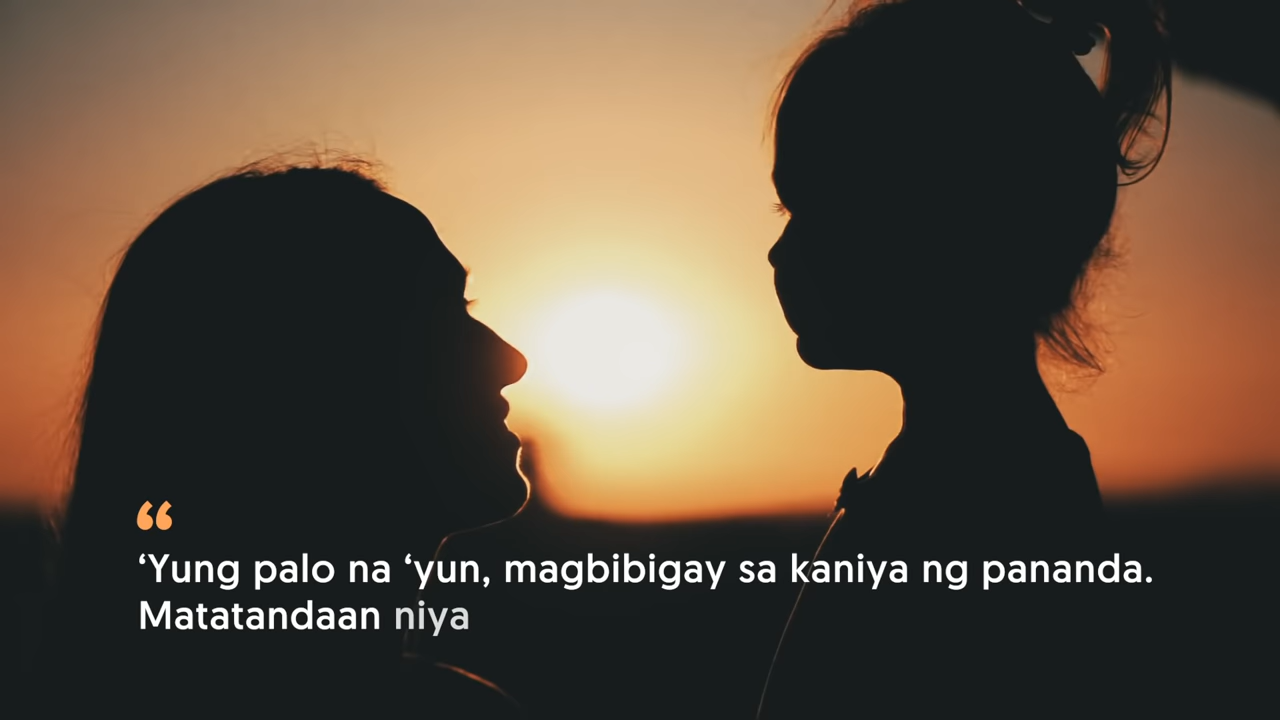 “
‘Yung palo na ‘yun, magbibigay sa kaniya ng pananda.
Matatandaan niya